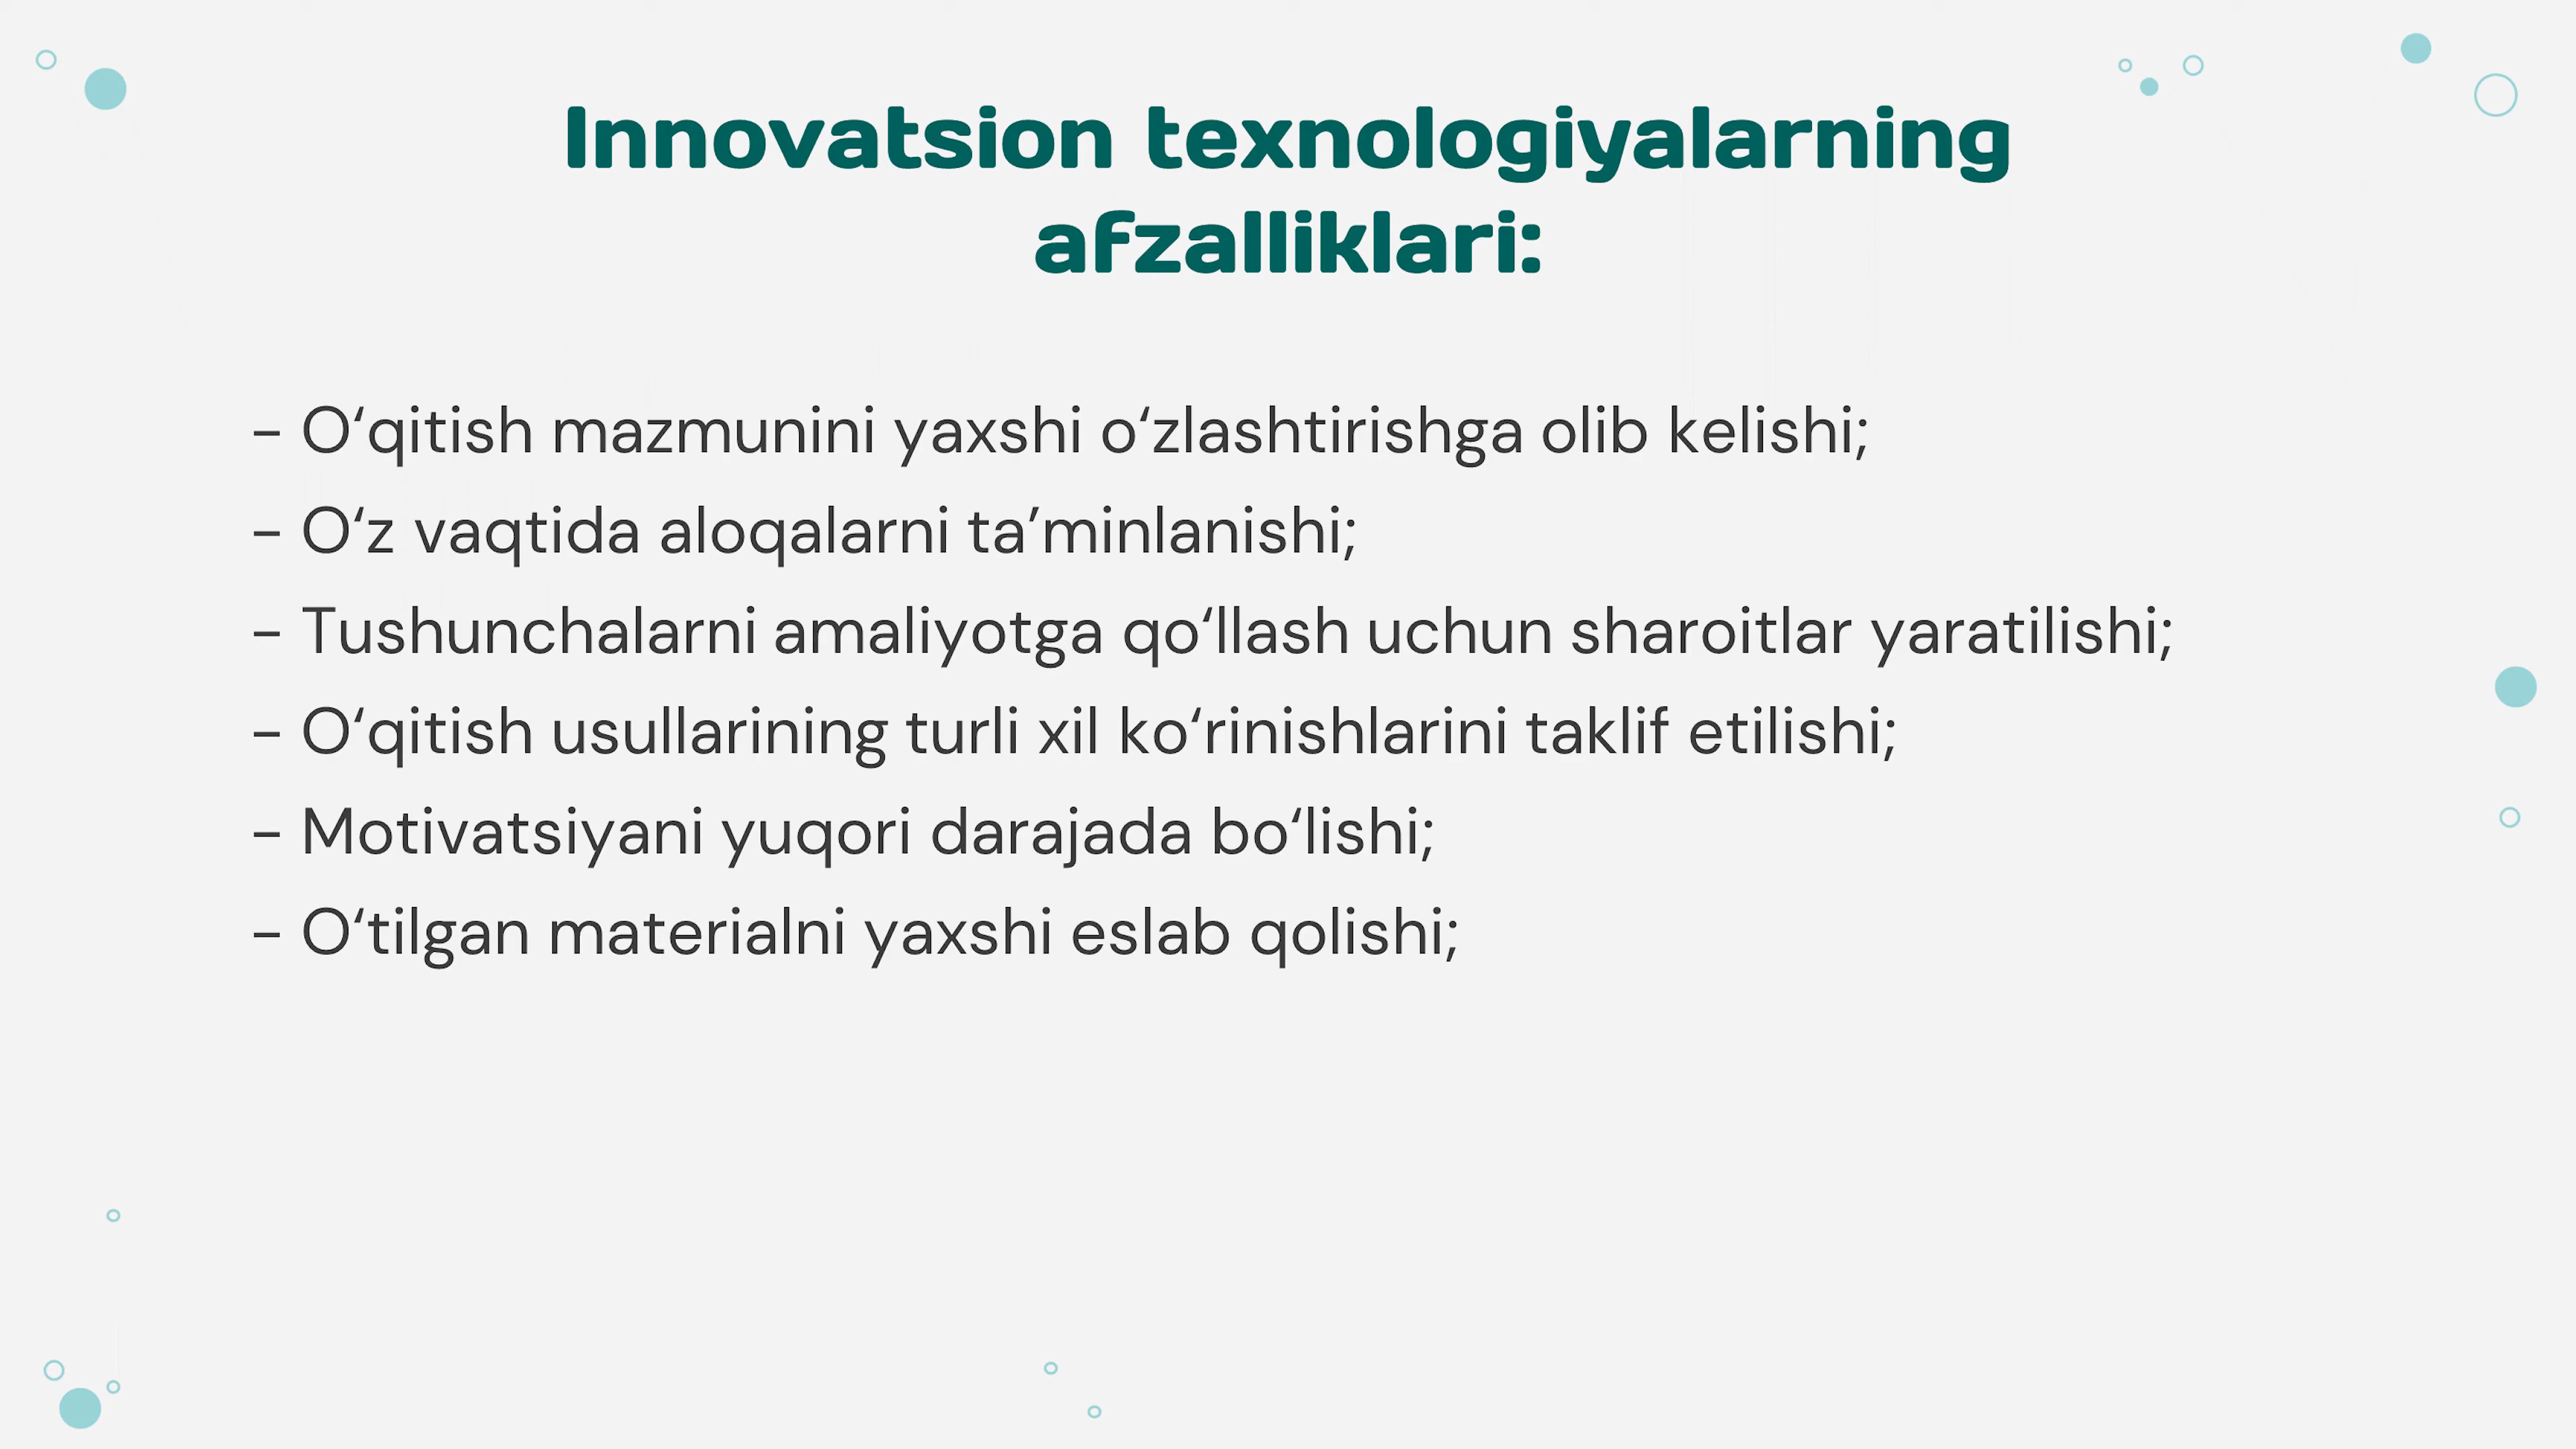 Innovatsion texnologiyalarning
afzalliklari:
- O‘qitish mazmunini yaxshi o‘zlashtirishga olib kelishi;
- O‘z vaqtida aloqalarni ta’minlanishi;
- Tushunchalarni amaliyotga qo‘llash uchun sharoitlar yaratilishi;
- O‘qitish usullarining turli xil ko‘rinishlarini taklif etilishi;
- Motivatsiyani yuqori darajada bo‘lishi;
- O‘tilgan materialni yaxshi eslab qolishi;